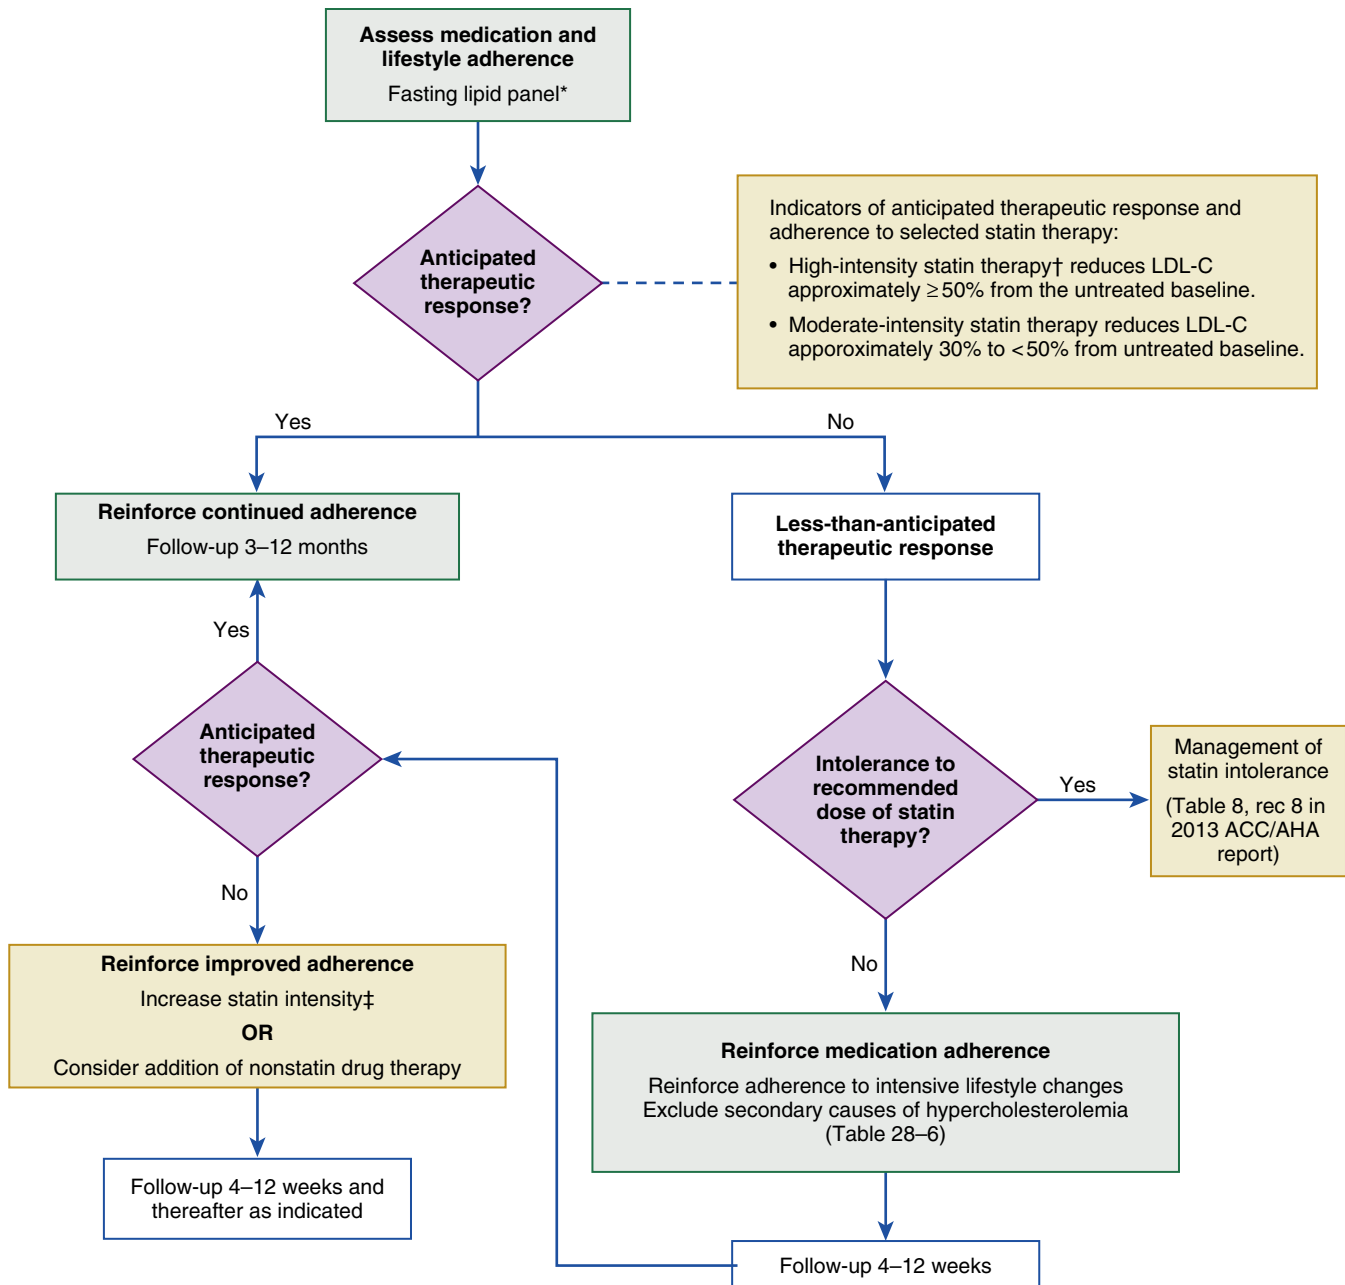 Assess medication and
lifestyle adherence
Fasting lipid panel*
Anticipated
therapeutic
response?
Indicators of anticipated therapeutic response and
adherence to selected statin therapy:
• High-intensity statin therapy† reduces LDL-C
approximately ≥50% from the untreated baseline.
• Moderate-intensity statin therapy reduces LDL-C
apporoximately 30% to <50% from untreated baseline.
Yes
No
Reinforce continued adherence
Follow-up 3–12 months
Less-than-anticipated
therapeutic response
Yes
Anticipated
therapeutic
response?
Intolerance to
recommended
dose of statin
therapy?
Yes
Management of
statin intolerance
(Table 8, rec 8 in
2013 ACC/AHA
report)
No
No
Reinforce improved adherence
Increase statin intensity‡
OR
Consider addition of nonstatin drug therapy
Reinforce medication adherence
Reinforce adherence to intensive lifestyle changes
Exclude secondary causes of hypercholesterolemia
(Table 28–6)
Follow-up 4–12 weeks and
thereafter as indicated
Follow-up 4–12 weeks